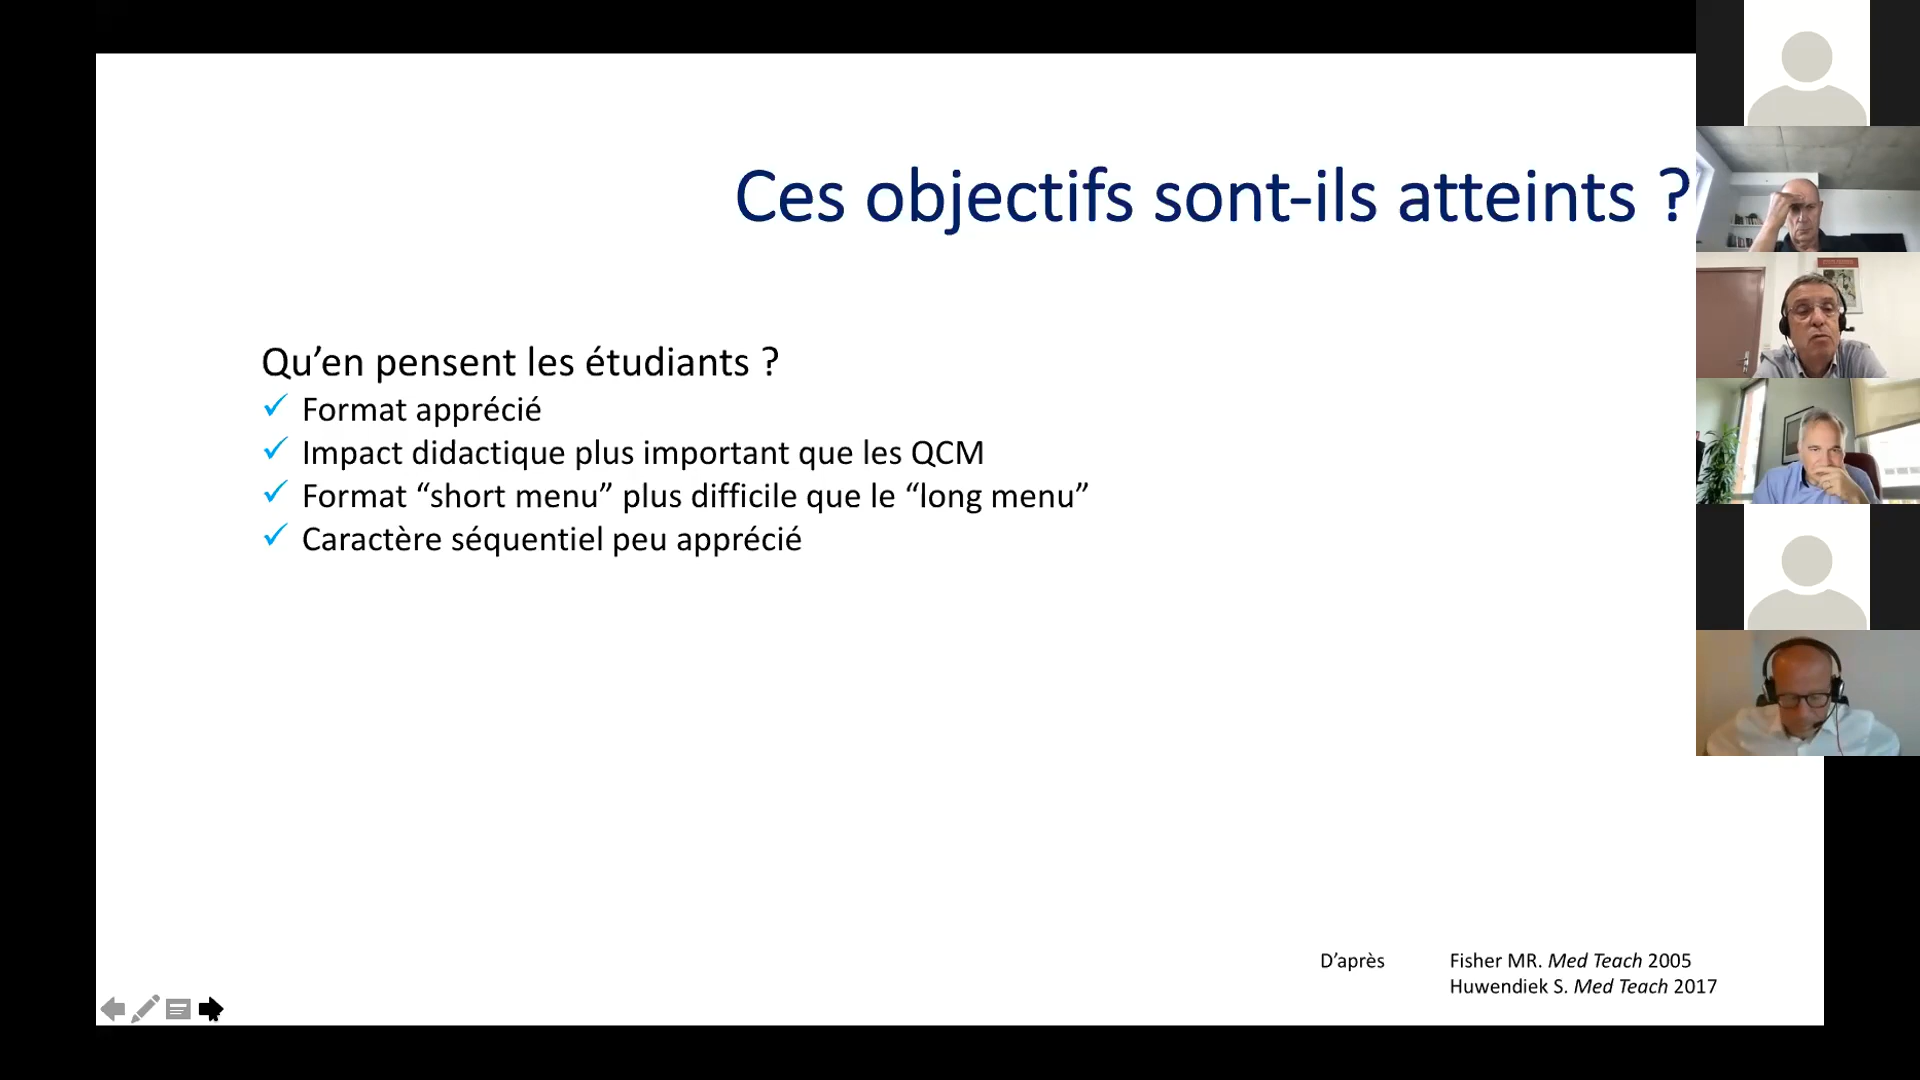 Ces objectifs sont-ils atteints ?
Qu’en pensent les étudiants ?
✓ Format apprécié
✓ Impact didactique plus important que les QCM
✓ Format “short menu” plus difficile que le “long menu”
✓ Caractère séquentiel peu apprécié
D’après Fisher MR. Med Teach 2005
Huwendiek S. Med Teach 2017